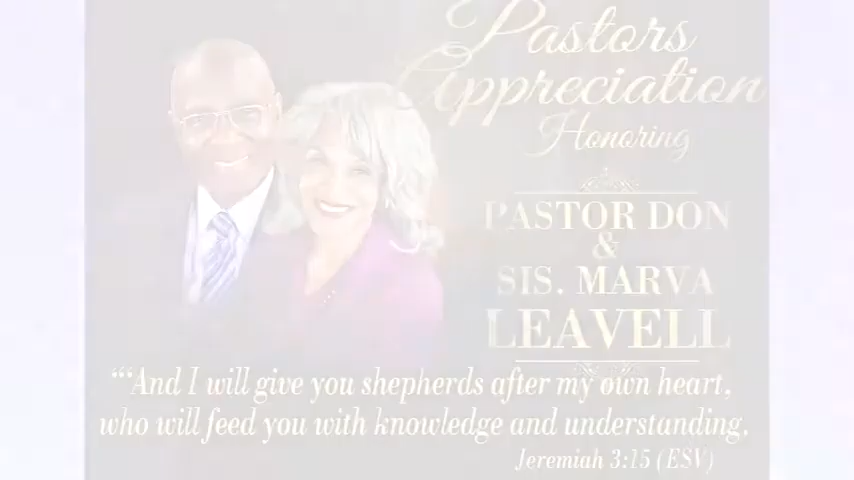 Pastors
Appreciation
Honoring
PASTOR DON
&
SIS. MARVA
LEAVELL
"‘And I will give you shepherds after my own heart,
who will feed you with knowledge and understanding,
Jeremiah 3:15 (ESV)